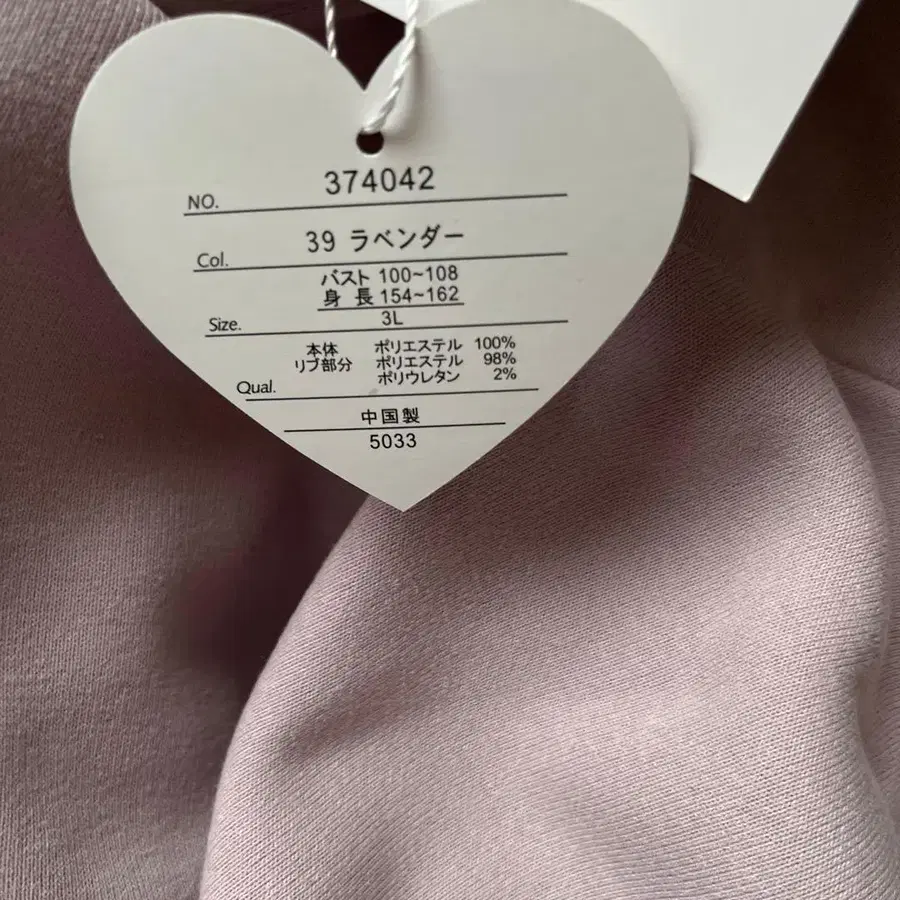 NO. 374042
Col. 39 ラベンダー
バスト 100~108
身 長 154~162
Size. 3L
本体 ポリエステル 100%
リブ部分 ポリエステル 98%
Qual. ポリウレタン 2%
中国製
5033